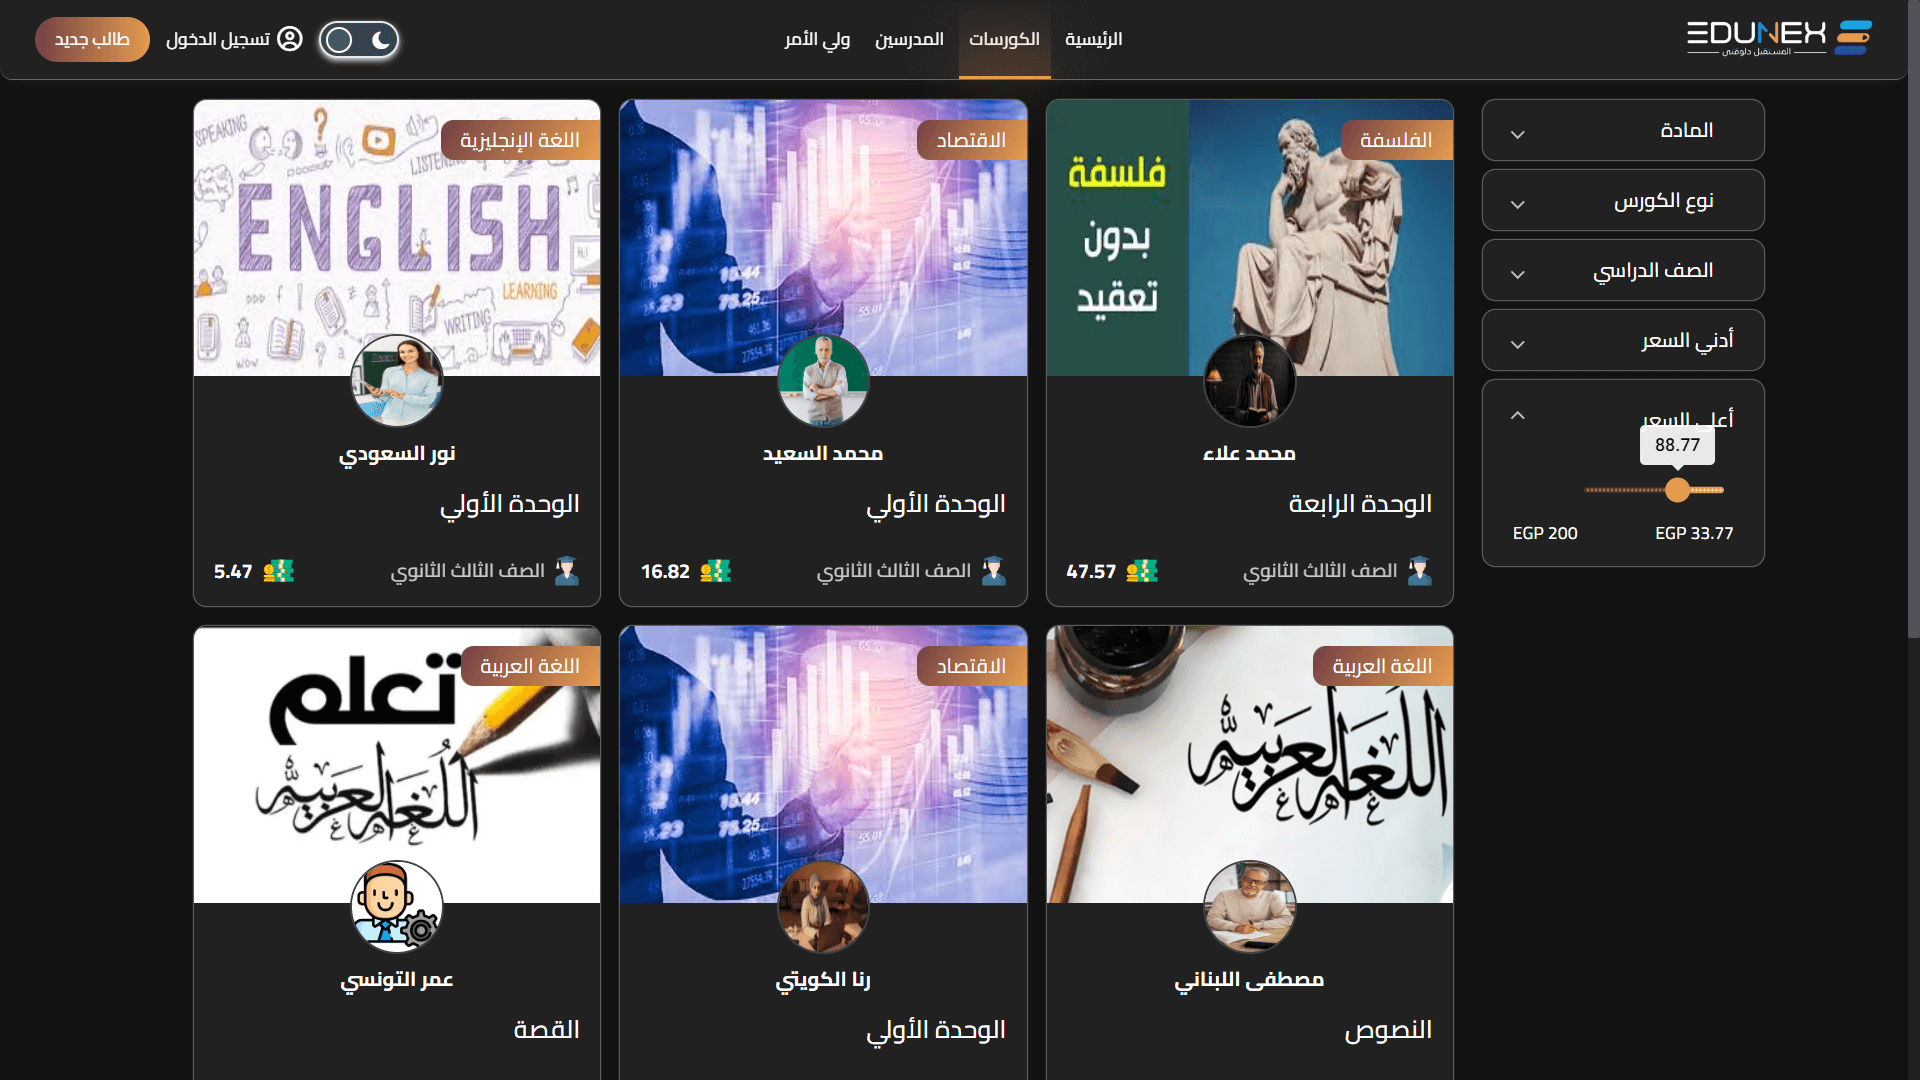 EDUNEX
المستقبل دلوقتي
الرئيسية
الكورسات
المدرسين
ولي الأمر
تسجيل الدخول
طالب جديد
المادة
نوع الكورس
الصف الدراسي
أدني السعر
أعلى السعر
88.77
EGP 33.77
EGP 200
الفلسفة
فلسفة
بدون
تعقيد
محمد علاء
الوحدة الرابعة
الصف الثالث الثانوي
47.57
الاقتصاد
15.44
75.25
محمد السعيد
الوحدة الأولي
الصف الثالث الثانوي
16.82
اللغة الإنجليزية
SPEAKING
LISTENING
ENGLISH
LEARNING
WRITING
WOW
نور السعودي
الوحدة الأولي
الصف الثالث الثانوي
5.47
اللغة العربية
اللغة العربية
مصطفى اللبناني
النصوص
الاقتصاد
15.44
75.25
رنا الكويتي
الوحدة الأولي
اللغة العربية
تعلم
اللغة العربية
عمر التونسي
القصة